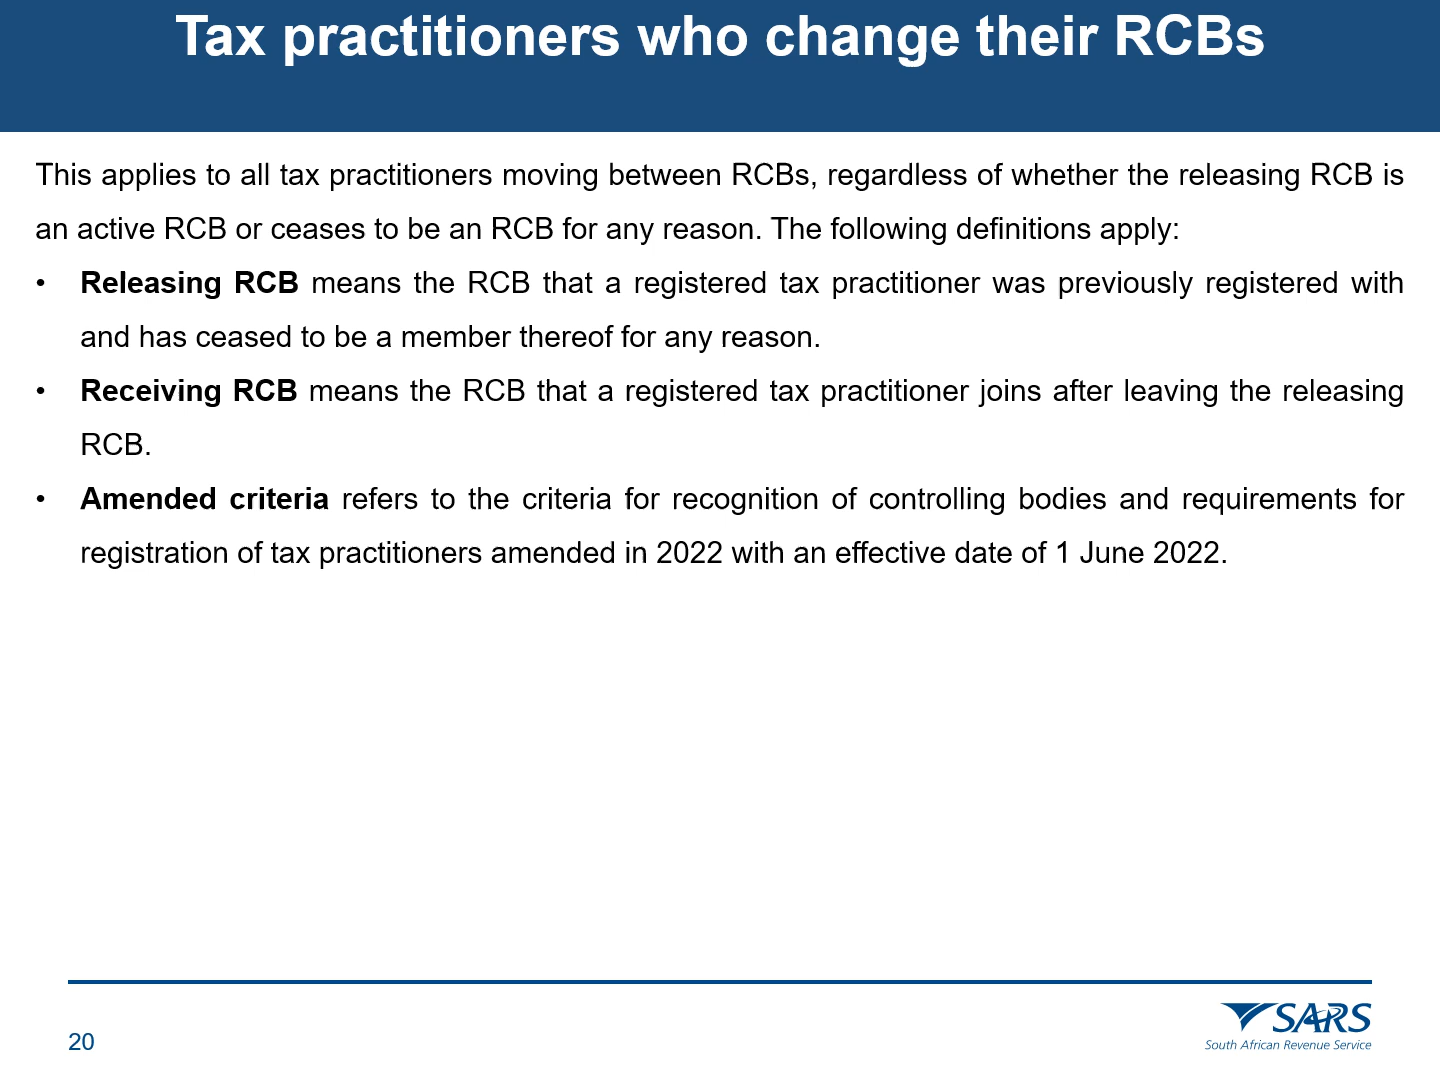 Tax practitioners who change their RCBs
This applies to all tax practitioners moving between RCBs, regardless of whether the releasing RCB is
an active RCB or ceases to be an RCB for any reason. The following definitions apply:
• Releasing RCB means the RCB that a registered tax practitioner was previously registered with
and has ceased to be a member thereof for any reason.
• Receiving RCB means the RCB that a registered tax practitioner joins after leaving the releasing
RCB.
• Amended criteria refers to the criteria for recognition of controlling bodies and requirements for
registration of tax practitioners amended in 2022 with an effective date of 1 June 2022.
SARS
South African Revenue Service
20